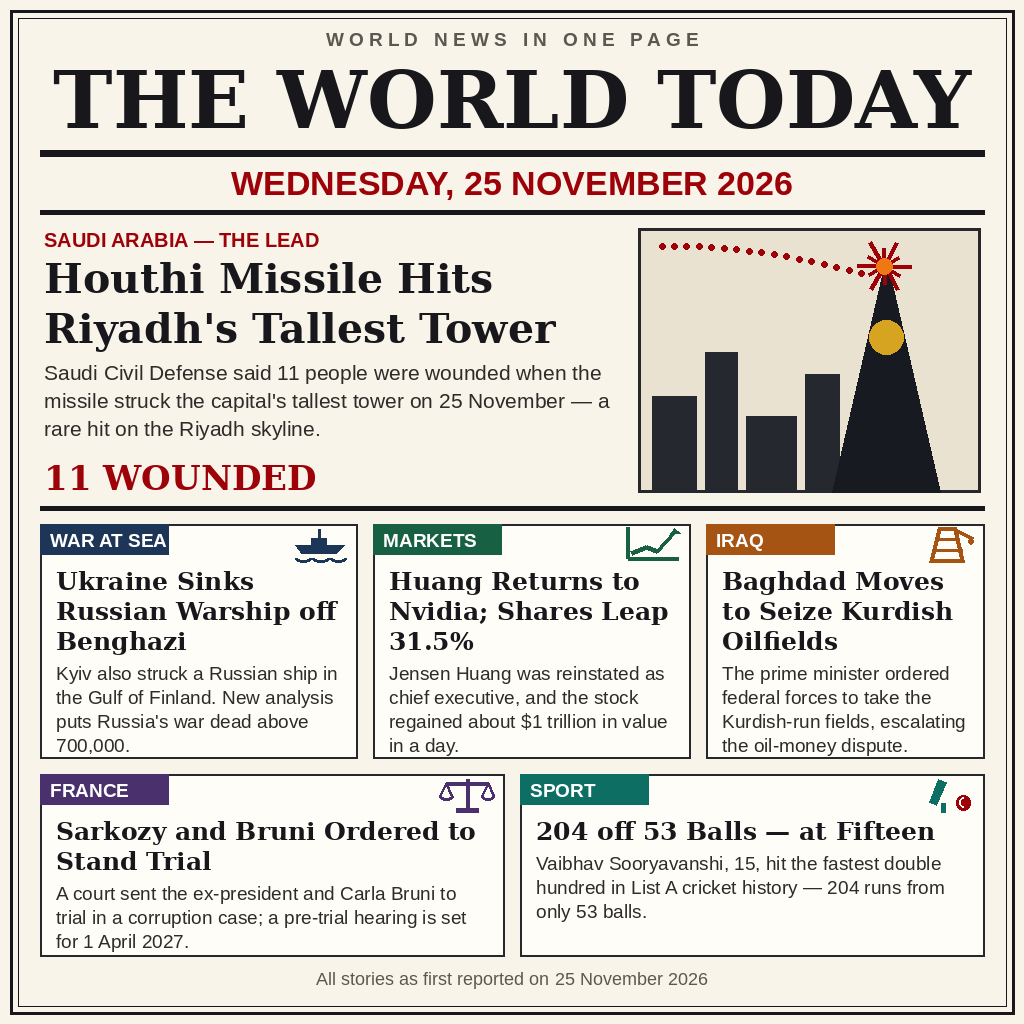 WORLD NEWS IN ONE PAGE
THE WORLD TODAY
WEDNESDAY, 25 NOVEMBER 2026
SAUDI ARABIA — THE LEAD
Houthi Missile Hits
Riyadh's Tallest Tower
Saudi Civil Defense said 11 people were wounded when the
missile struck the capital's tallest tower on 25 November — a
rare hit on the Riyadh skyline.
11 WOUNDED
WAR AT SEA
Ukraine Sinks
Russian Warship off
Benghazi
Kyiv also struck a Russian ship in
the Gulf of Finland. New analysis
puts Russia's war dead above
700,000.
MARKETS
Huang Returns to
Nvidia; Shares Leap
31.5%
Jensen Huang was reinstated as
chief executive, and the stock
regained about $1 trillion in value
in a day.
IRAQ
Baghdad Moves
to Seize Kurdish
Oilfields
The prime minister ordered
federal forces to take the
Kurdish-run fields, escalating
the oil-money dispute.
FRANCE
Sarkozy and Bruni Ordered to
Stand Trial
A court sent the ex-president and Carla Bruni to
trial in a corruption case; a pre-trial hearing is set
for 1 April 2027.
SPORT
204 off 53 Balls — at Fifteen
Vaibhav Sooryavanshi, 15, hit the fastest double
hundred in List A cricket history — 204 runs from
only 53 balls.
All stories as first reported on 25 November 2026